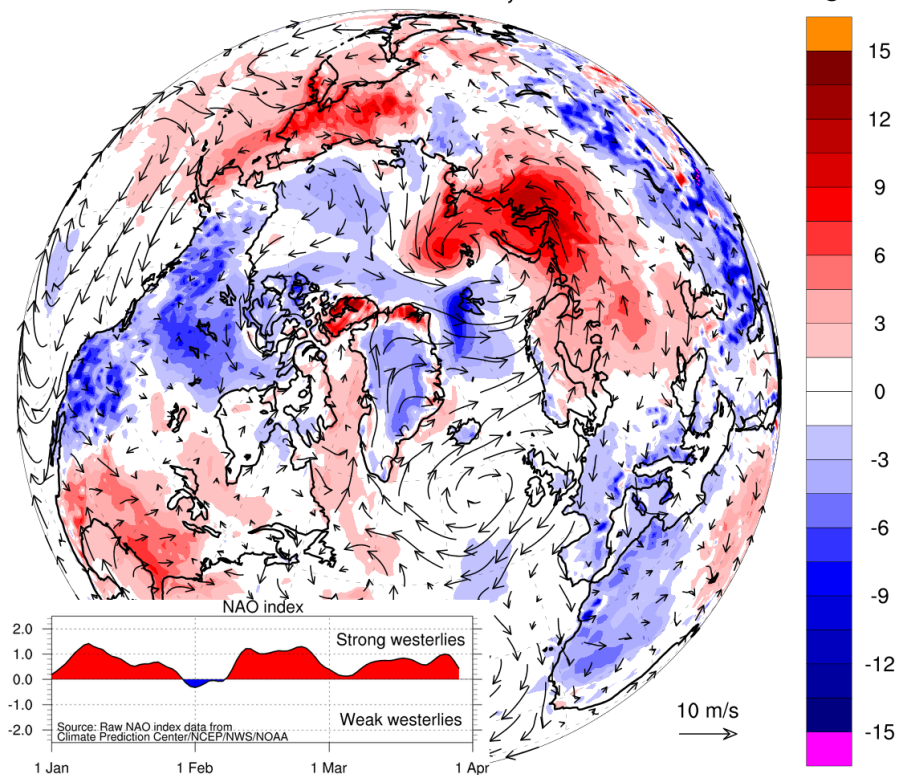 15
12
9
6
3
0
-3
-6
-9
-12
-15
10 m/s
NAO index
2.0
1.0
0.0
-1.0
-2.0
Strong westerlies
Weak westerlies
Source: Raw NAO index data from
Climate Prediction Center/NCEP/NWS/NOAA
1 Jan
1 Feb
1 Mar
1 Apr